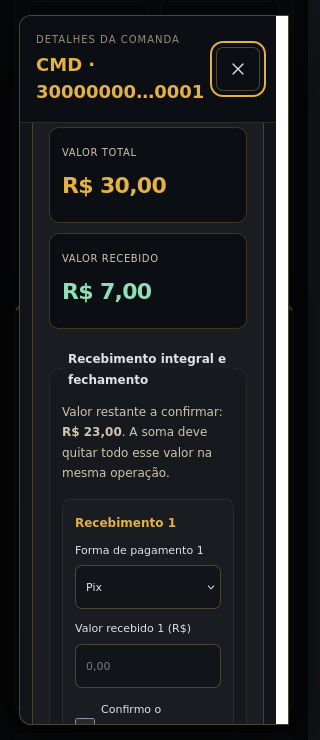 DETALHES DA COMANDA
CMD ·
30000000…0001
VALOR TOTAL
R$ 30,00
VALOR RECEBIDO
R$ 7,00
Recebimento integral e
fechamento
Valor restante a confirmar:
R$ 23,00. A soma deve
quitar todo esse valor na
mesma operação.
Recebimento 1
Forma de pagamento 1
Pix
Valor recebido 1 (R$)
0,00
Confirmo o